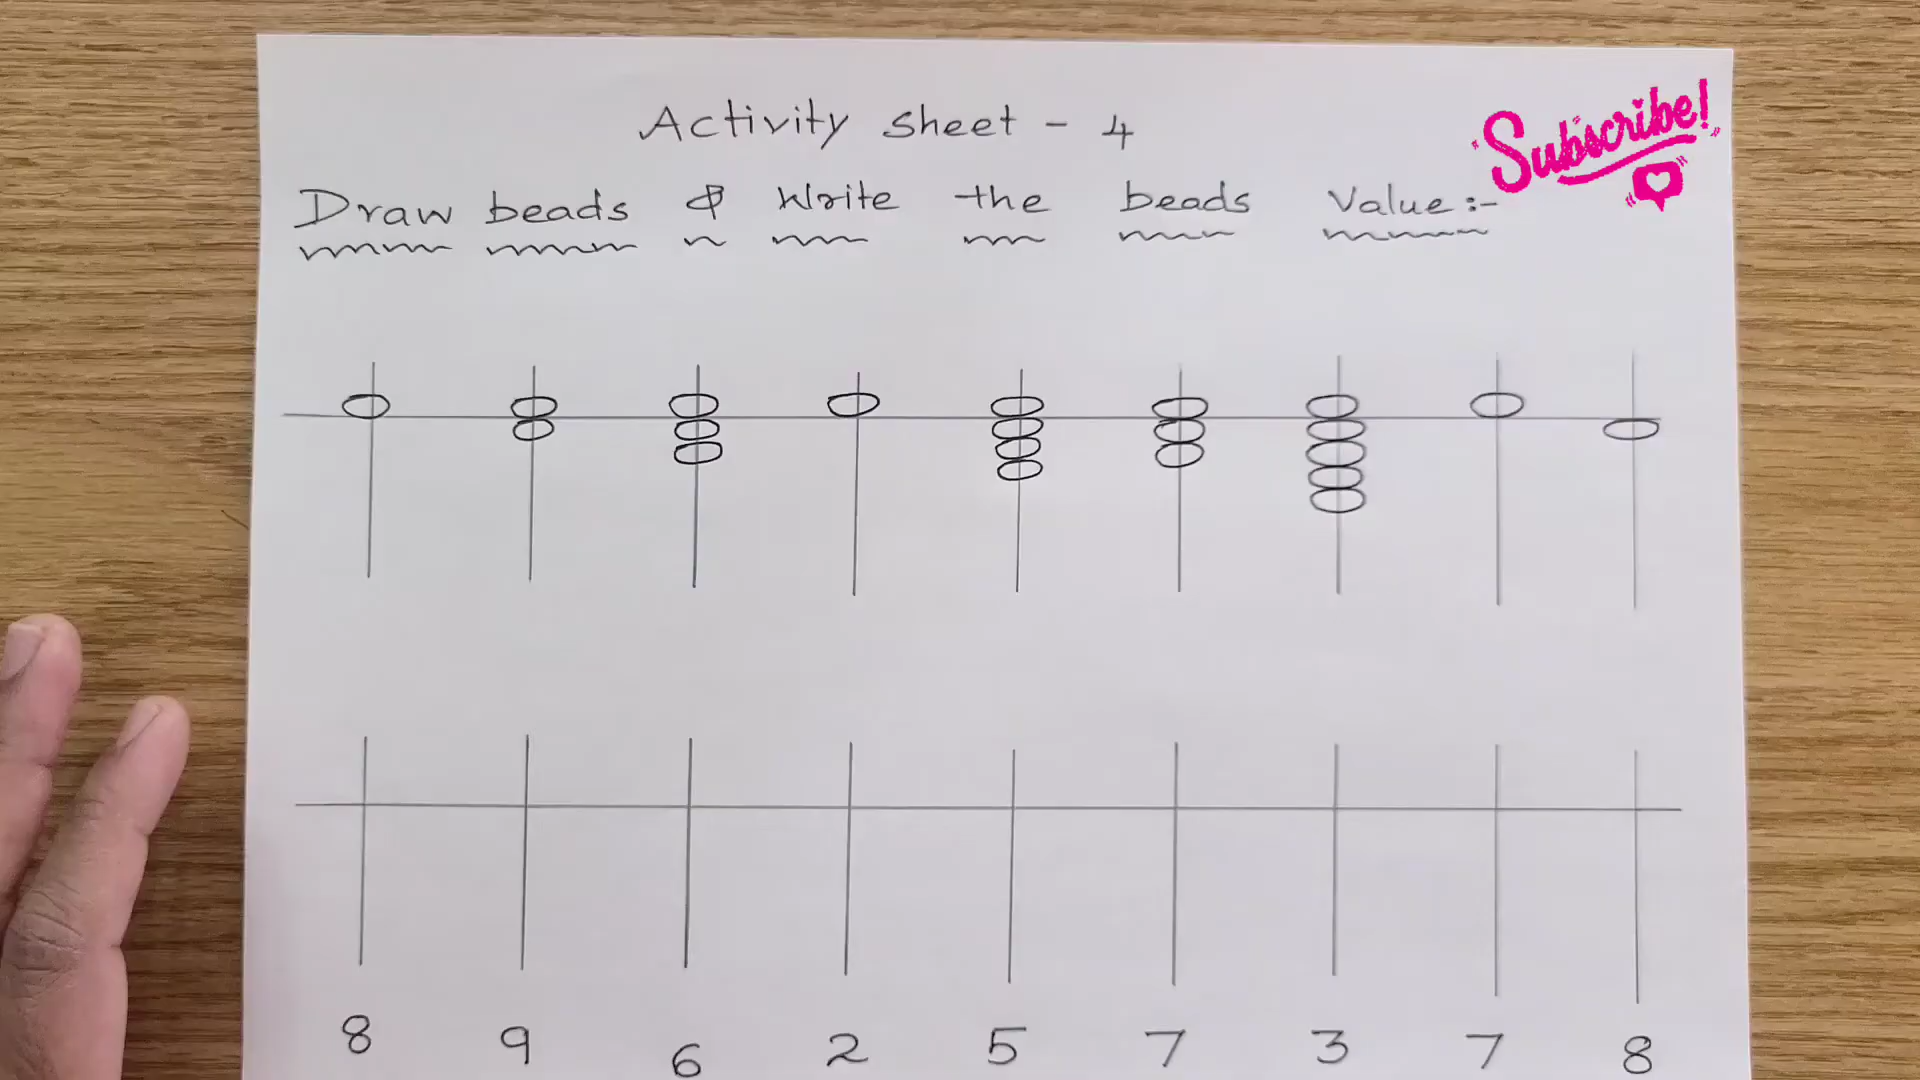 Activity sheet - 4
Subscribe!
Draw beads & Write the beads Value :-
8 9 6 2 5 7 3 7 8